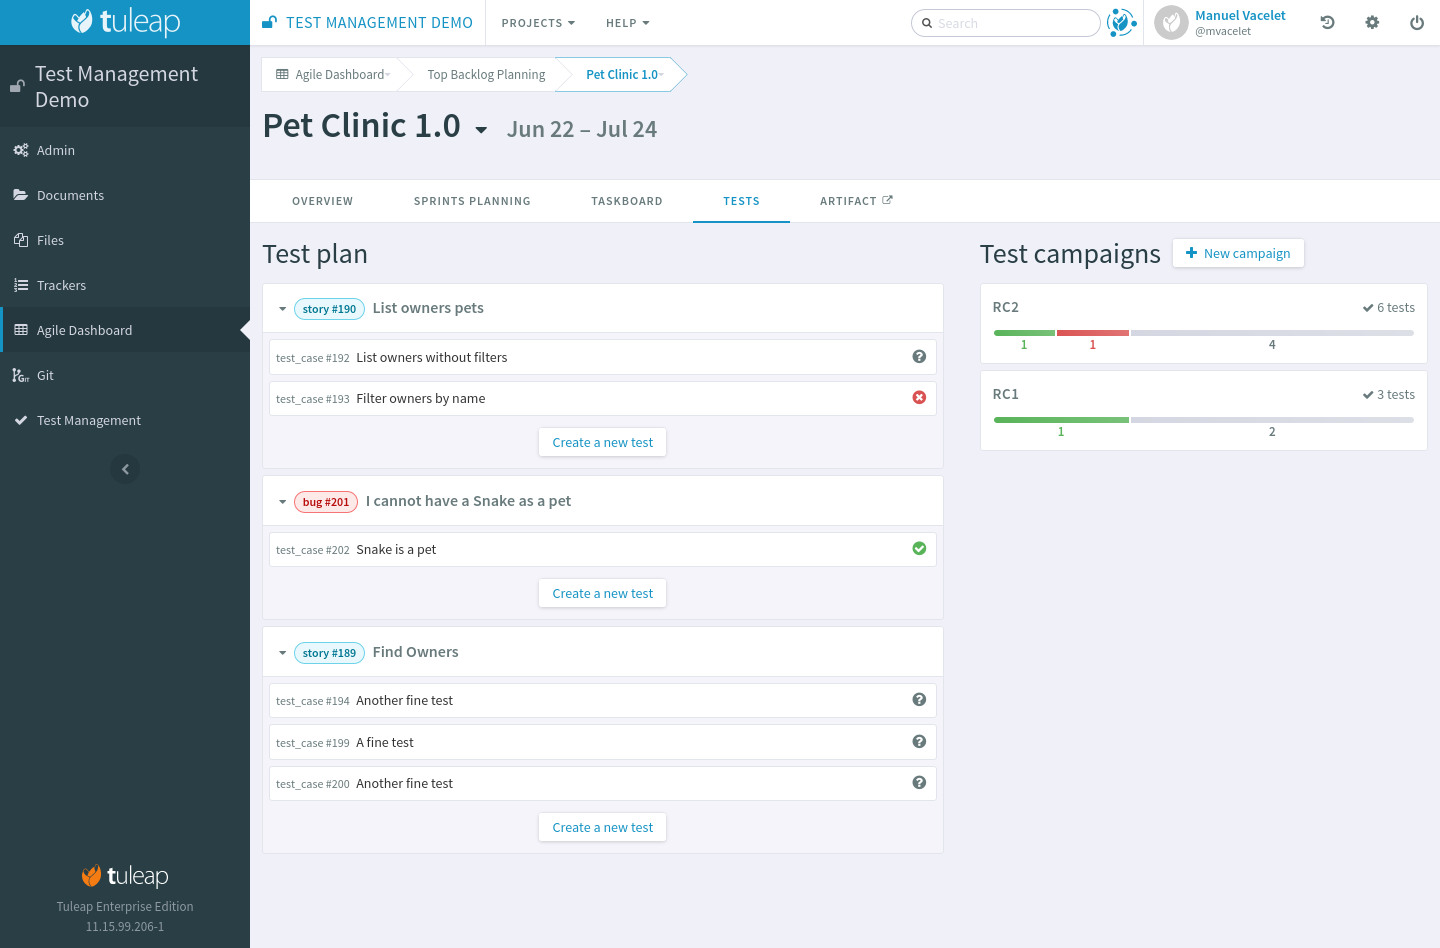 tuleap
TEST MANAGEMENT DEMO
PROJECTS
HELP
Search
Manuel Vacelet
@mvacelet
Test Management
Demo
Admin
Documents
Files
Trackers
Agile Dashboard
Git
Test Management
tuleap
Tuleap Enterprise Edition
11.15.99.206-1
Agile Dashboard
Top Backlog Planning
Pet Clinic 1.0
Pet Clinic 1.0
Jun 22 – Jul 24
OVERVIEW
SPRINTS PLANNING
TASKBOARD
TESTS
ARTIFACT
Test plan
story #190 List owners pets
test_case #192 List owners without filters
test_case #193 Filter owners by name
Create a new test
bug #201 I cannot have a Snake as a pet
test_case #202 Snake is a pet
Create a new test
story #189 Find Owners
test_case #194 Another fine test
test_case #199 A fine test
test_case #200 Another fine test
Create a new test
Test campaigns
New campaign
RC2
6 tests
1 1 4
RC1
3 tests
1 2